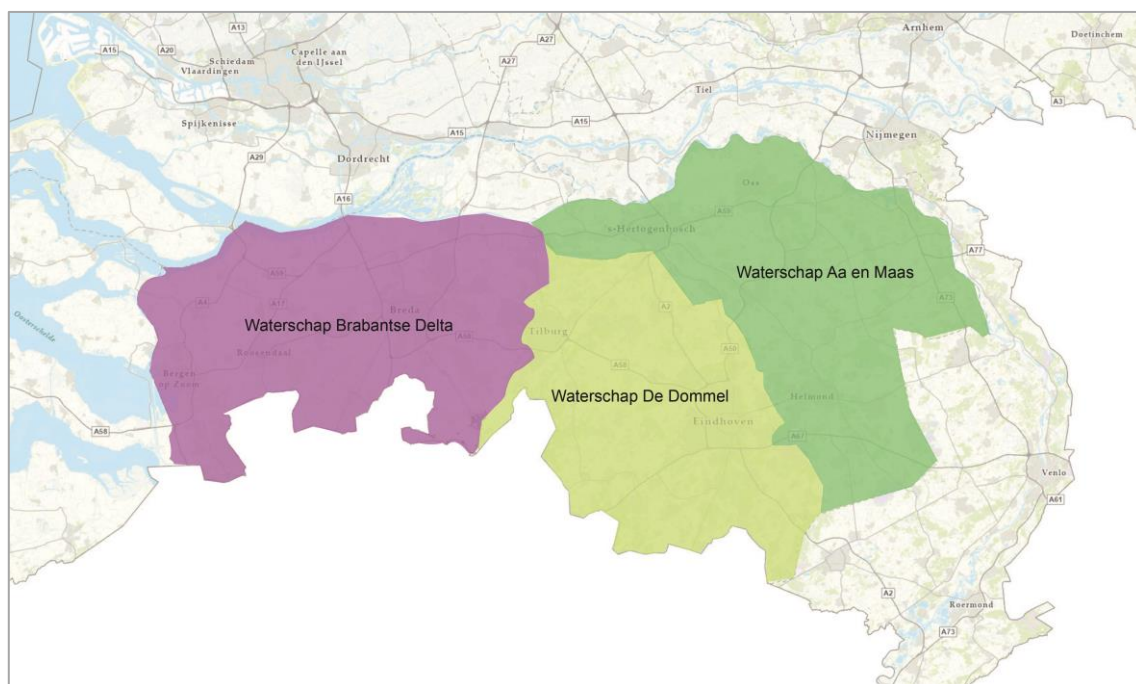 A13
A27
Arnhem
Doetinchem
A15
A20
Schiedam
Vlaardingen
Capelle aan
den IJssel
A27
Tiel
A3
Spijkenisse
A15
A15
Nijmegen
A29
Dordrecht
A16
Oss
A59
's-Hertogenbosch
A77
Waterschap Aa en Maas
A59
A4
A17
A73
Oosterschelde
Waterschap Brabantse Delta
Breda
A2
Tilburg
Roosendaal
A58
A50
Bergen
op Zoom
A58
Waterschap De Dommel
Helmond
A58
Eindhoven
A67
Venlo
A61
A2
Roermond
A73